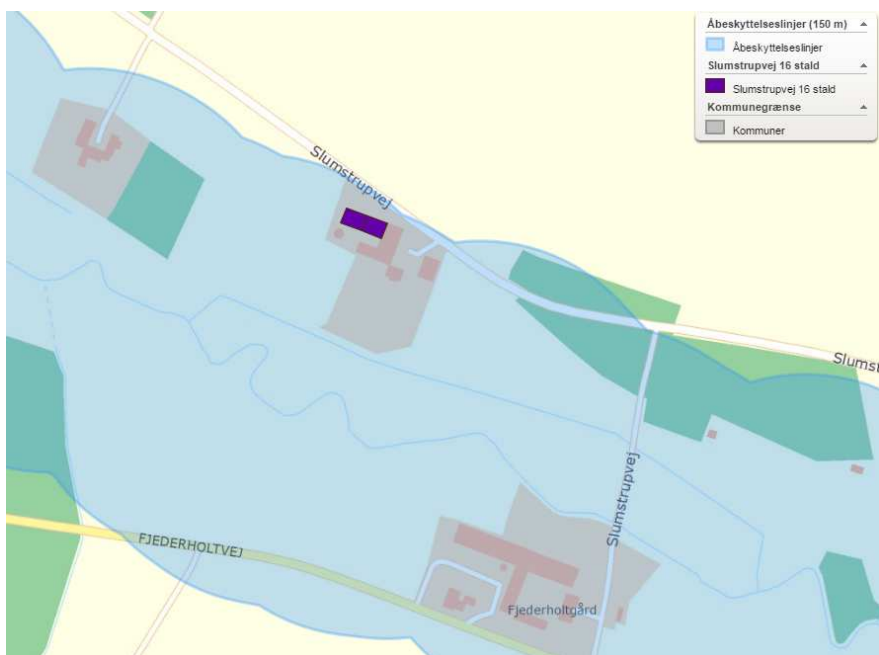 Åbeskyttelseslinjer (150 m)
Åbeskyttelseslinjer
Slumstrupvej 16 stald
Slumstrupvej 16 stald
Kommunegrænse
Kommuner
Slumstrupvej
Slumst
Slumstrupvej
FJEDERHOLTVEJ
Fjederholtgård